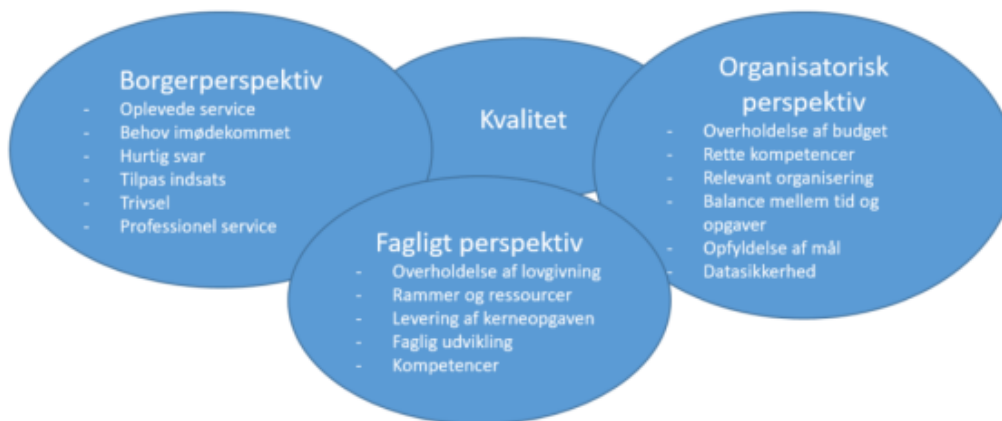 Borgerperspektiv
- Oplevede service
- Behov imødekommet
- Hurtig svar
- Tilpas indsats
- Trivsel
- Professionel service
Kvalitet
Organisatorisk
perspektiv
- Overholdelse af budget
- Rette kompetencer
- Relevant organisering
- Balance mellem tid og
opgaver
- Opfyldelse af mål
- Datasikkerhed
Fagligt perspektiv
- Overholdelse af lovgivning
- Rammer og ressourcer
- Levering af kerneopgaven
- Faglig udvikling
- Kompetencer